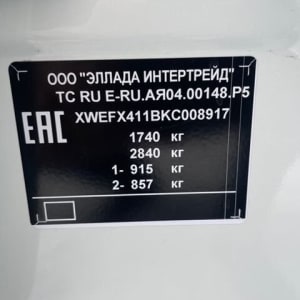 ООО "ЭЛЛАДА ИНТЕРТРЕЙД"
ТС RU E-RU.АЯ04.00148.Р5
EAC
XWEFX411BKC008917
1740 кг
2840 кг
1- 915 кг
2- 857 кг